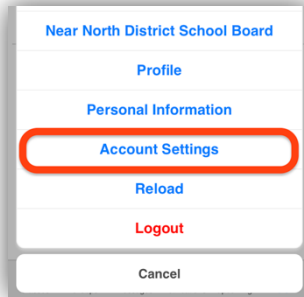 Near North District School Board
Profile
Personal Information
Account Settings
Reload
Logout
Cancel